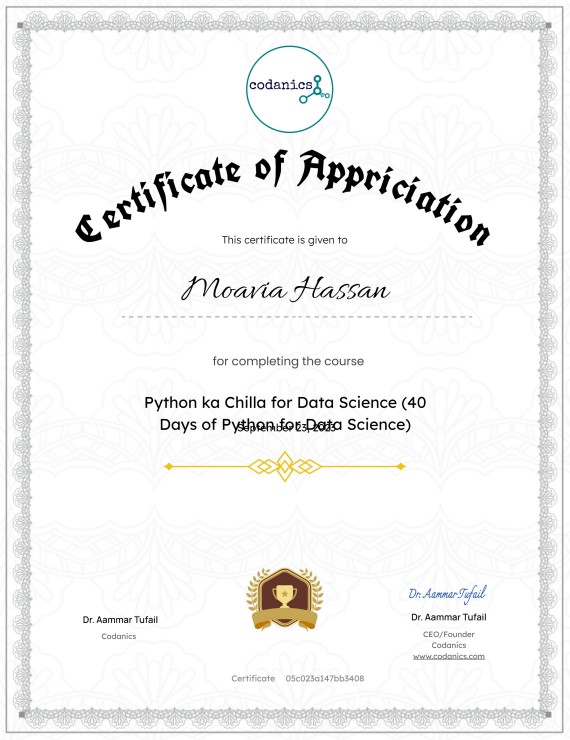 codanics
Certificate of Appriciation
This certificate is given to
Moavia Hassan
for completing the course
Python ka Chilla for Data Science (40
Days of Python for Data Science)
September 23, 2023
Dr. Aammar Tufail
Dr. Aammar Tufail
Codanics
Dr. Aammar Tufail
CEO/Founder
Codanics
www.codanics.com
Certificate 05c023a147bb3408